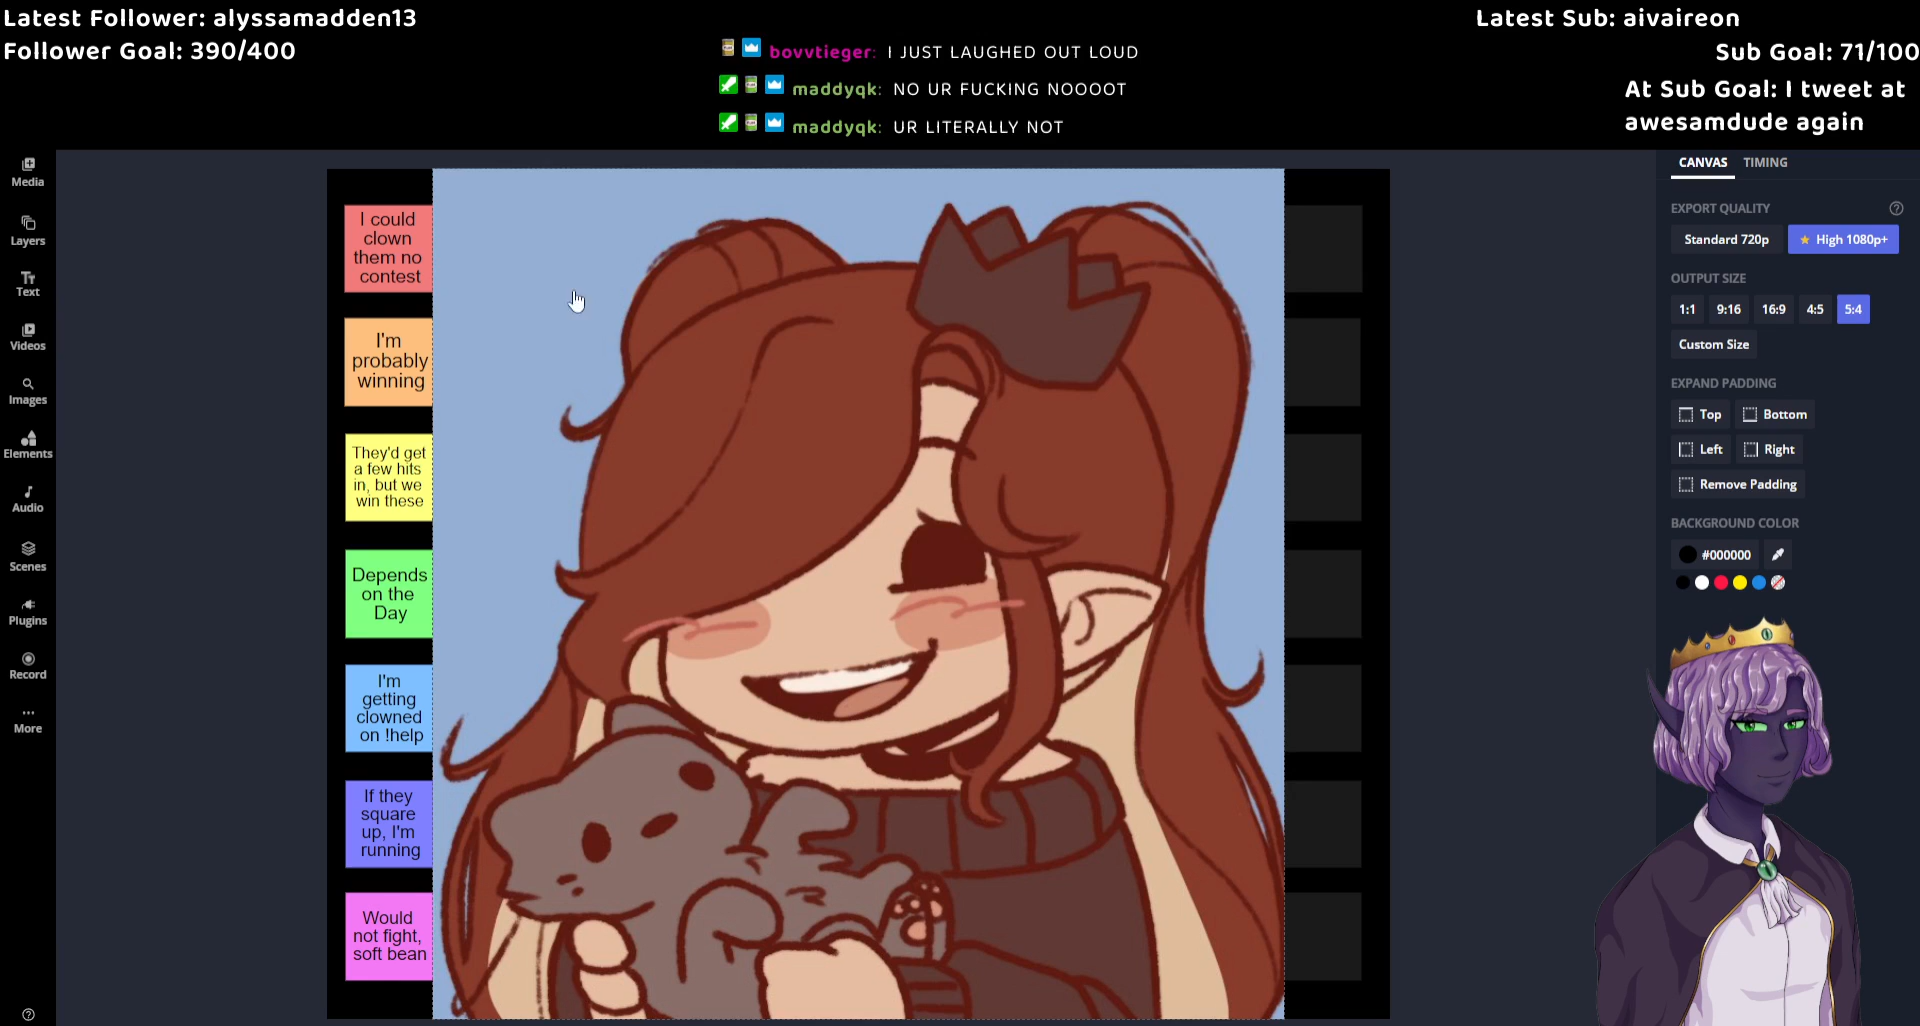 Latest Follower: alyssamadden13
Follower Goal: 390/400
bovvtieger: I JUST LAUGHED OUT LOUD
maddyqk: NO UR FUCKING NOOOOT
maddyqk: UR LITERALLY NOT
Latest Sub: aivaireon
Sub Goal: 71/100
At Sub Goal: I tweet at
awesamdude again
Media
Layers
Text
Videos
Images
Elements
Audio
Scenes
Plugins
Record
More
I could
clown
them no
contest
I'm
probably
winning
They'd get
a few hits
in, but we
win these
Depends
on the
Day
I'm
getting
clowned
on !help
If they
square
up, I'm
running
Would
not fight,
soft bean
CANVAS TIMING
EXPORT QUALITY
Standard 720p High 1080p+
OUTPUT SIZE
1:1 9:16 16:9 4:5 5:4
Custom Size
EXPAND PADDING
Top Bottom
Left Right
Remove Padding
BACKGROUND COLOR
#000000